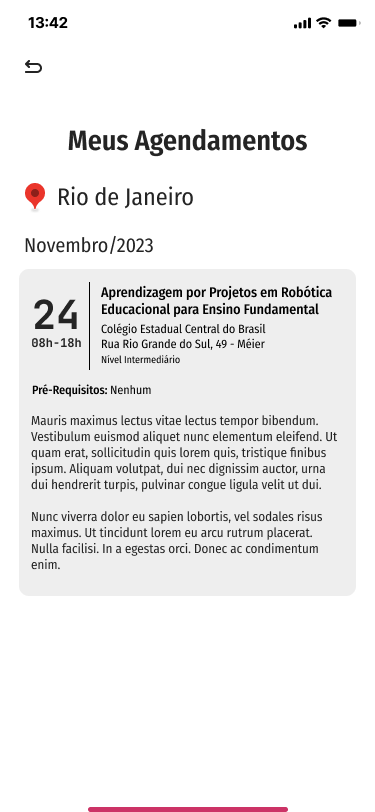 13:42
Meus Agendamentos
Rio de Janeiro
Novembro/2023
24
08h-18h
Aprendizagem por Projetos em Robótica
Educacional para Ensino Fundamental
Colégio Estadual Central do Brasil
Rua Rio Grande do Sul, 49 - Méier
Nível Intermediário
Pré-Requisitos: Nenhum
Mauris maximus lectus vitae lectus tempor bibendum.
Vestibulum euismod aliquet nunc elementum eleifend. Ut
quam erat, sollicitudin quis lorem quis, tristique finibus
ipsum. Aliquam volutpat, dui nec dignissim auctor, urna
dui hendrerit turpis, pulvinar congue ligula velit ut dui.
Nunc viverra dolor eu sapien lobortis, vel sodales risus
maximus. Ut tincidunt lorem eu arcu rutrum placerat.
Nulla facilisi. In a egestas orci. Donec ac condimentum
enim.